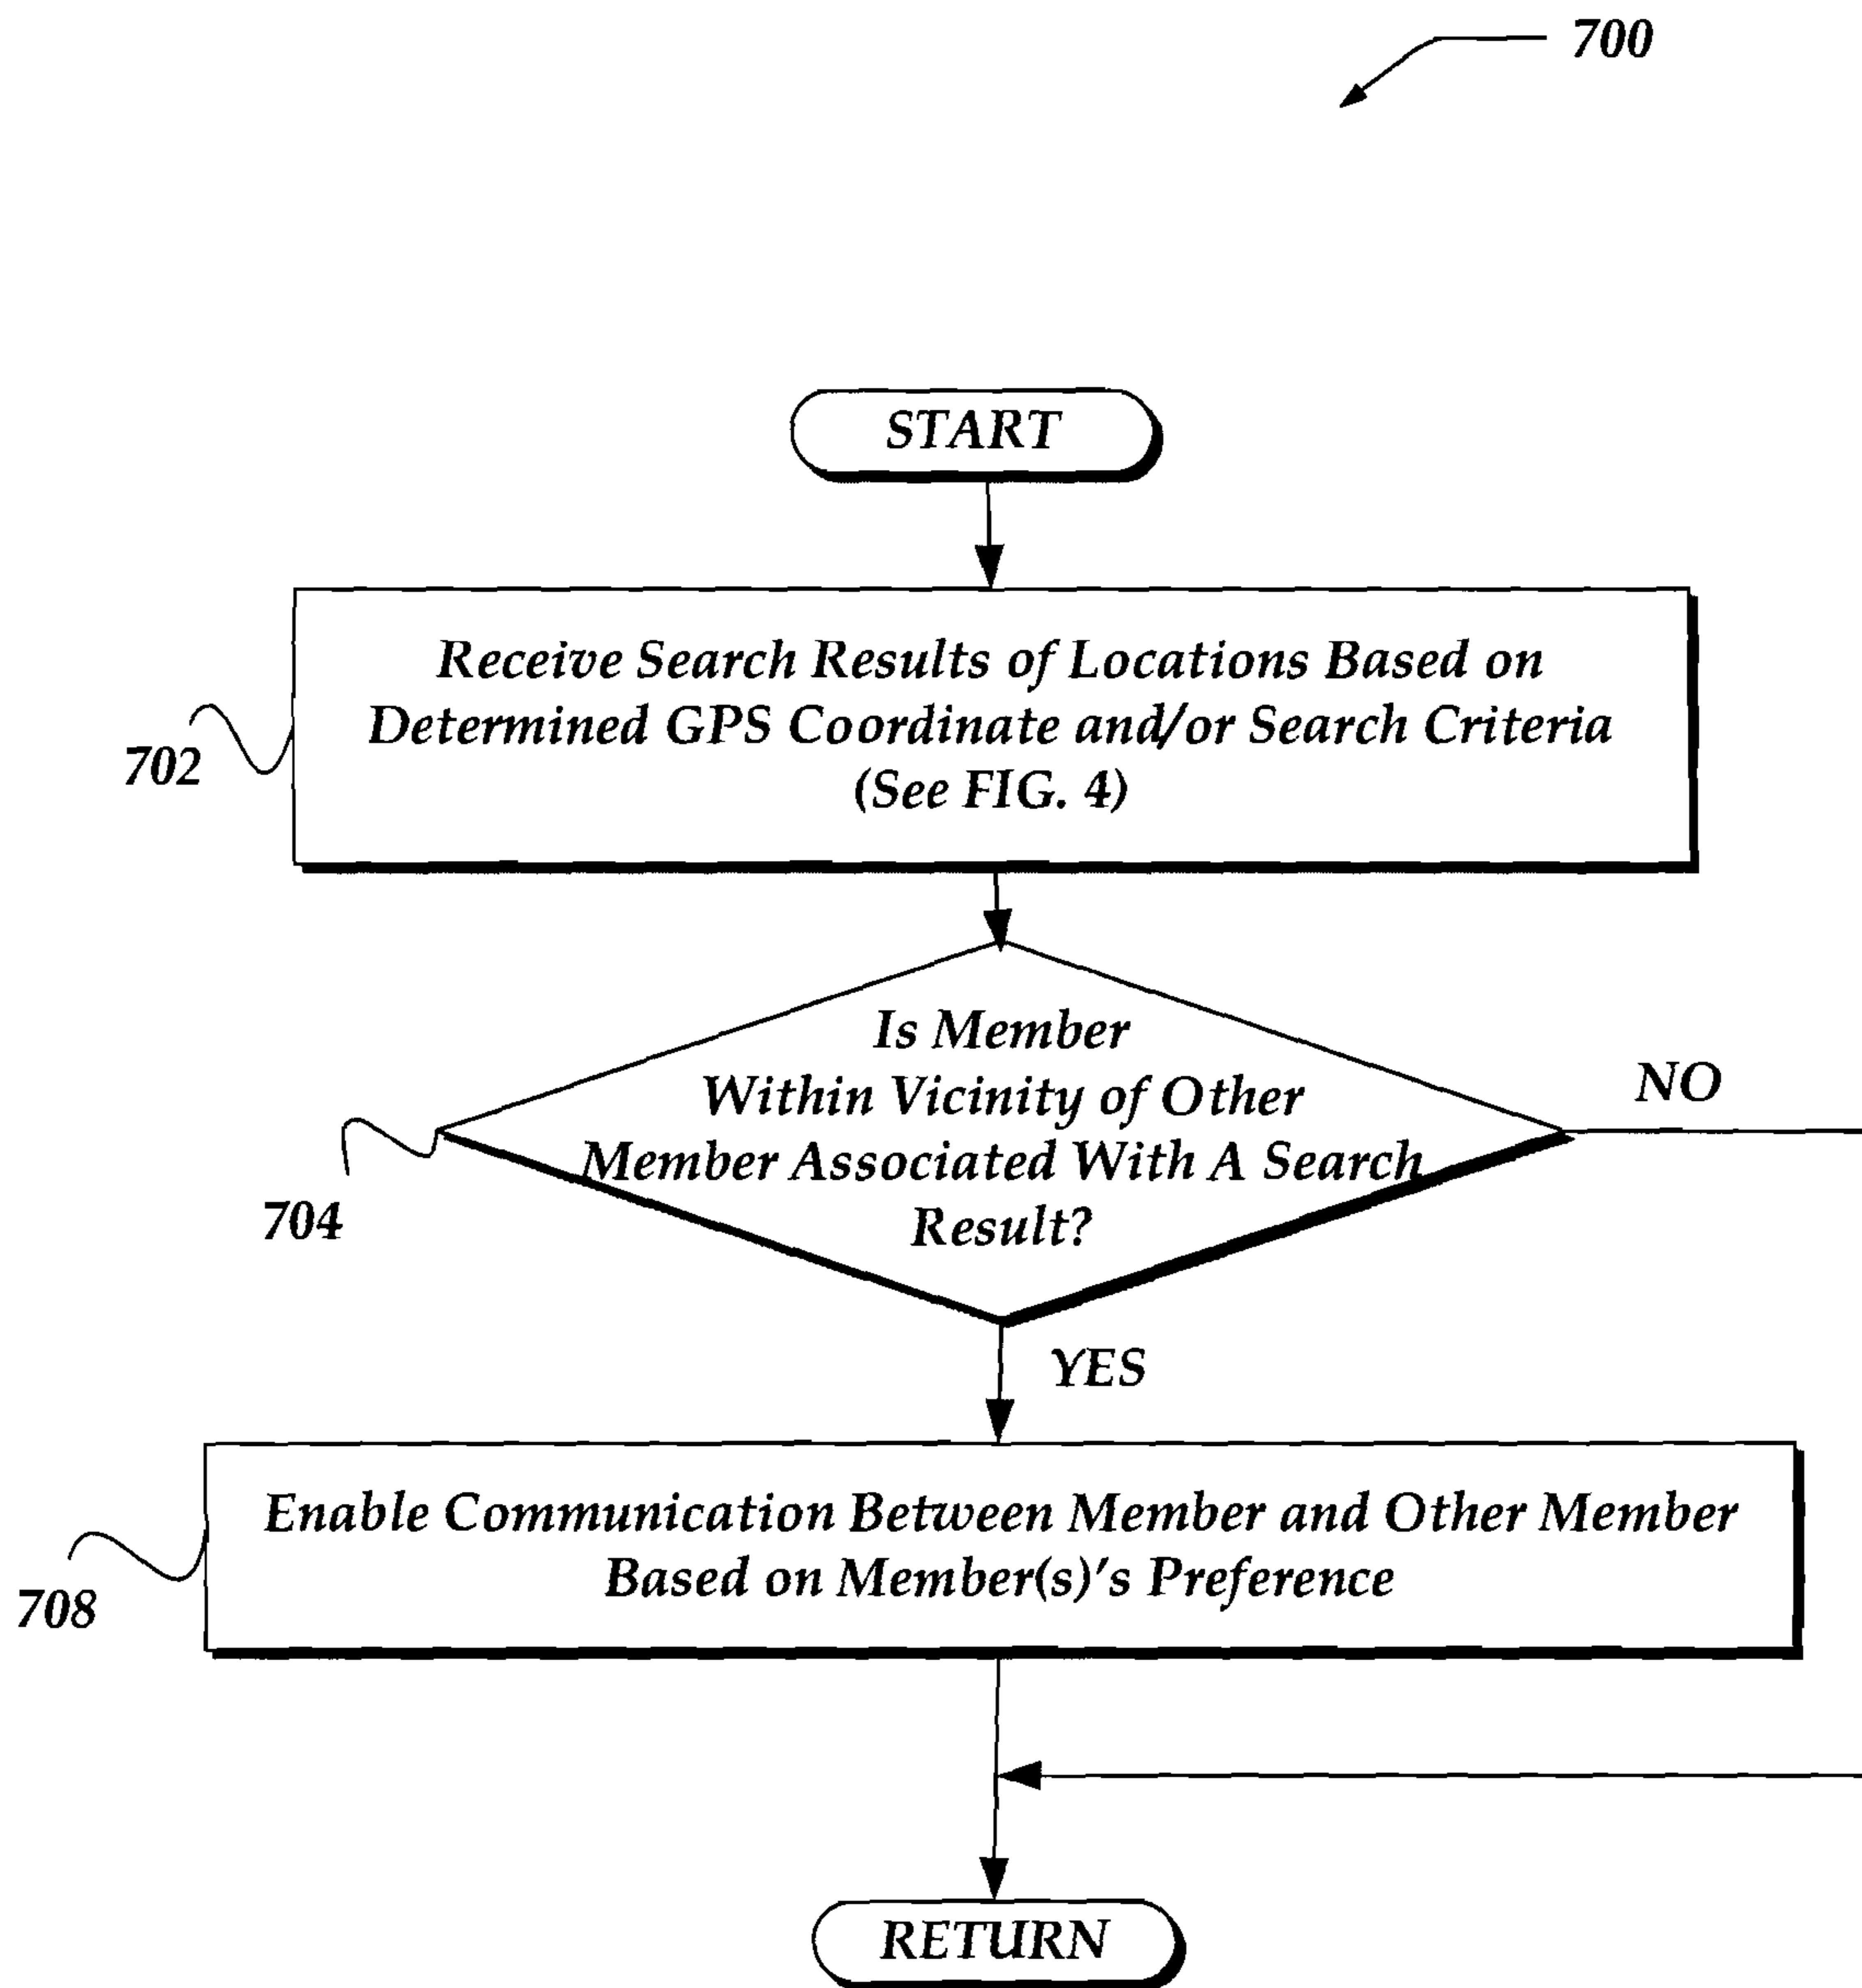 700
START
Receive Search Results of Locations Based on
Determined GPS Coordinate and/or Search Criteria
(See FIG. 4)
702
Is Member
Within Vicinity of Other
Member Associated With A Search
Result?
NO
704
YES
Enable Communication Between Member and Other Member
Based on Member(s)'s Preference
708
RETURN